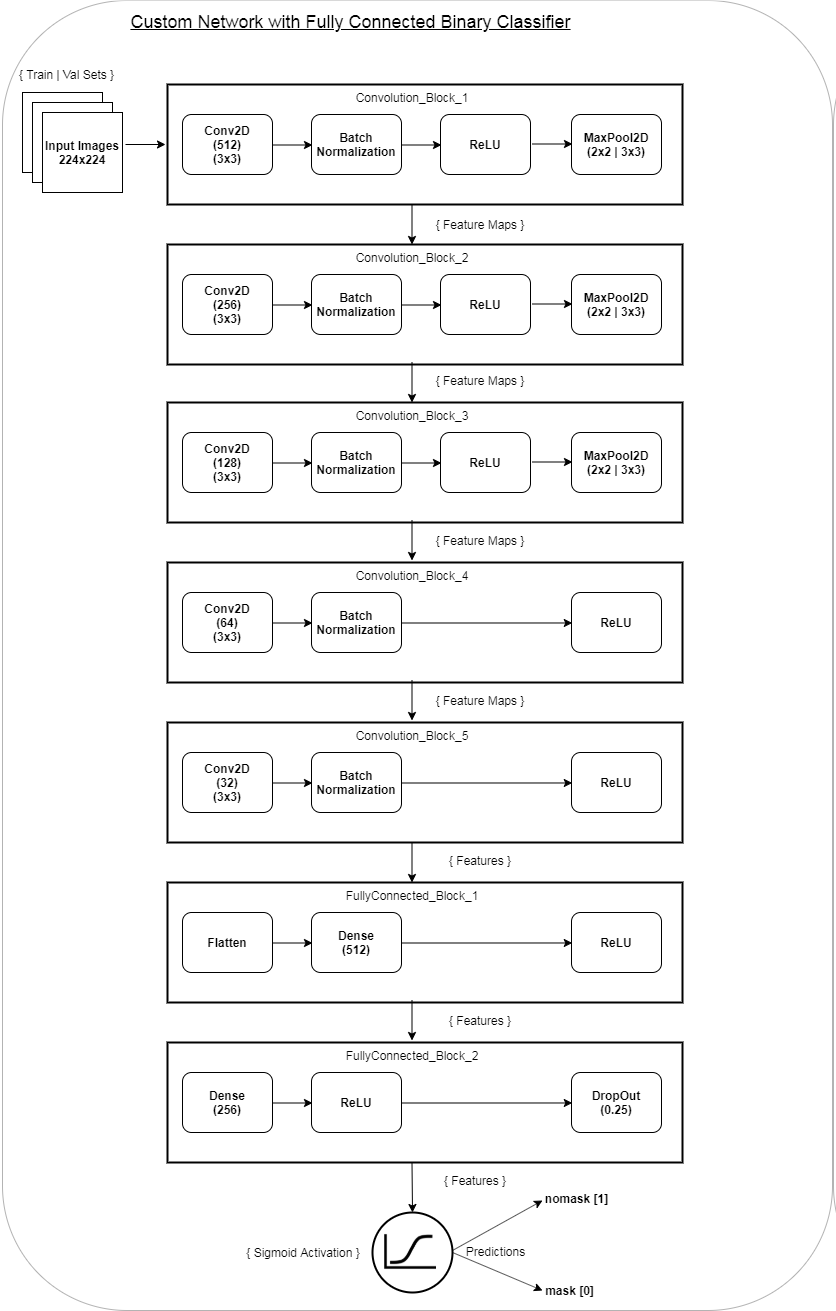 Custom Network with Fully Connected Binary Classifier
{ Train | Val Sets }
Input Images
224x224
Convolution_Block_1
Conv2D
(512)
(3x3)
Batch
Normalization
ReLU
MaxPool2D
(2x2 | 3x3)
{ Feature Maps }
Convolution_Block_2
Conv2D
(256)
(3x3)
Batch
Normalization
ReLU
MaxPool2D
(2x2 | 3x3)
{ Feature Maps }
Convolution_Block_3
Conv2D
(128)
(3x3)
Batch
Normalization
ReLU
MaxPool2D
(2x2 | 3x3)
{ Feature Maps }
Convolution_Block_4
Conv2D
(64)
(3x3)
Batch
Normalization
ReLU
{ Feature Maps }
Convolution_Block_5
Conv2D
(32)
(3x3)
Batch
Normalization
ReLU
{ Features }
FullyConnected_Block_1
Flatten
Dense
(512)
ReLU
{ Features }
FullyConnected_Block_2
Dense
(256)
ReLU
DropOut
(0.25)
{ Features }
{ Sigmoid Activation }
Predictions
nomask [1]
mask [0]